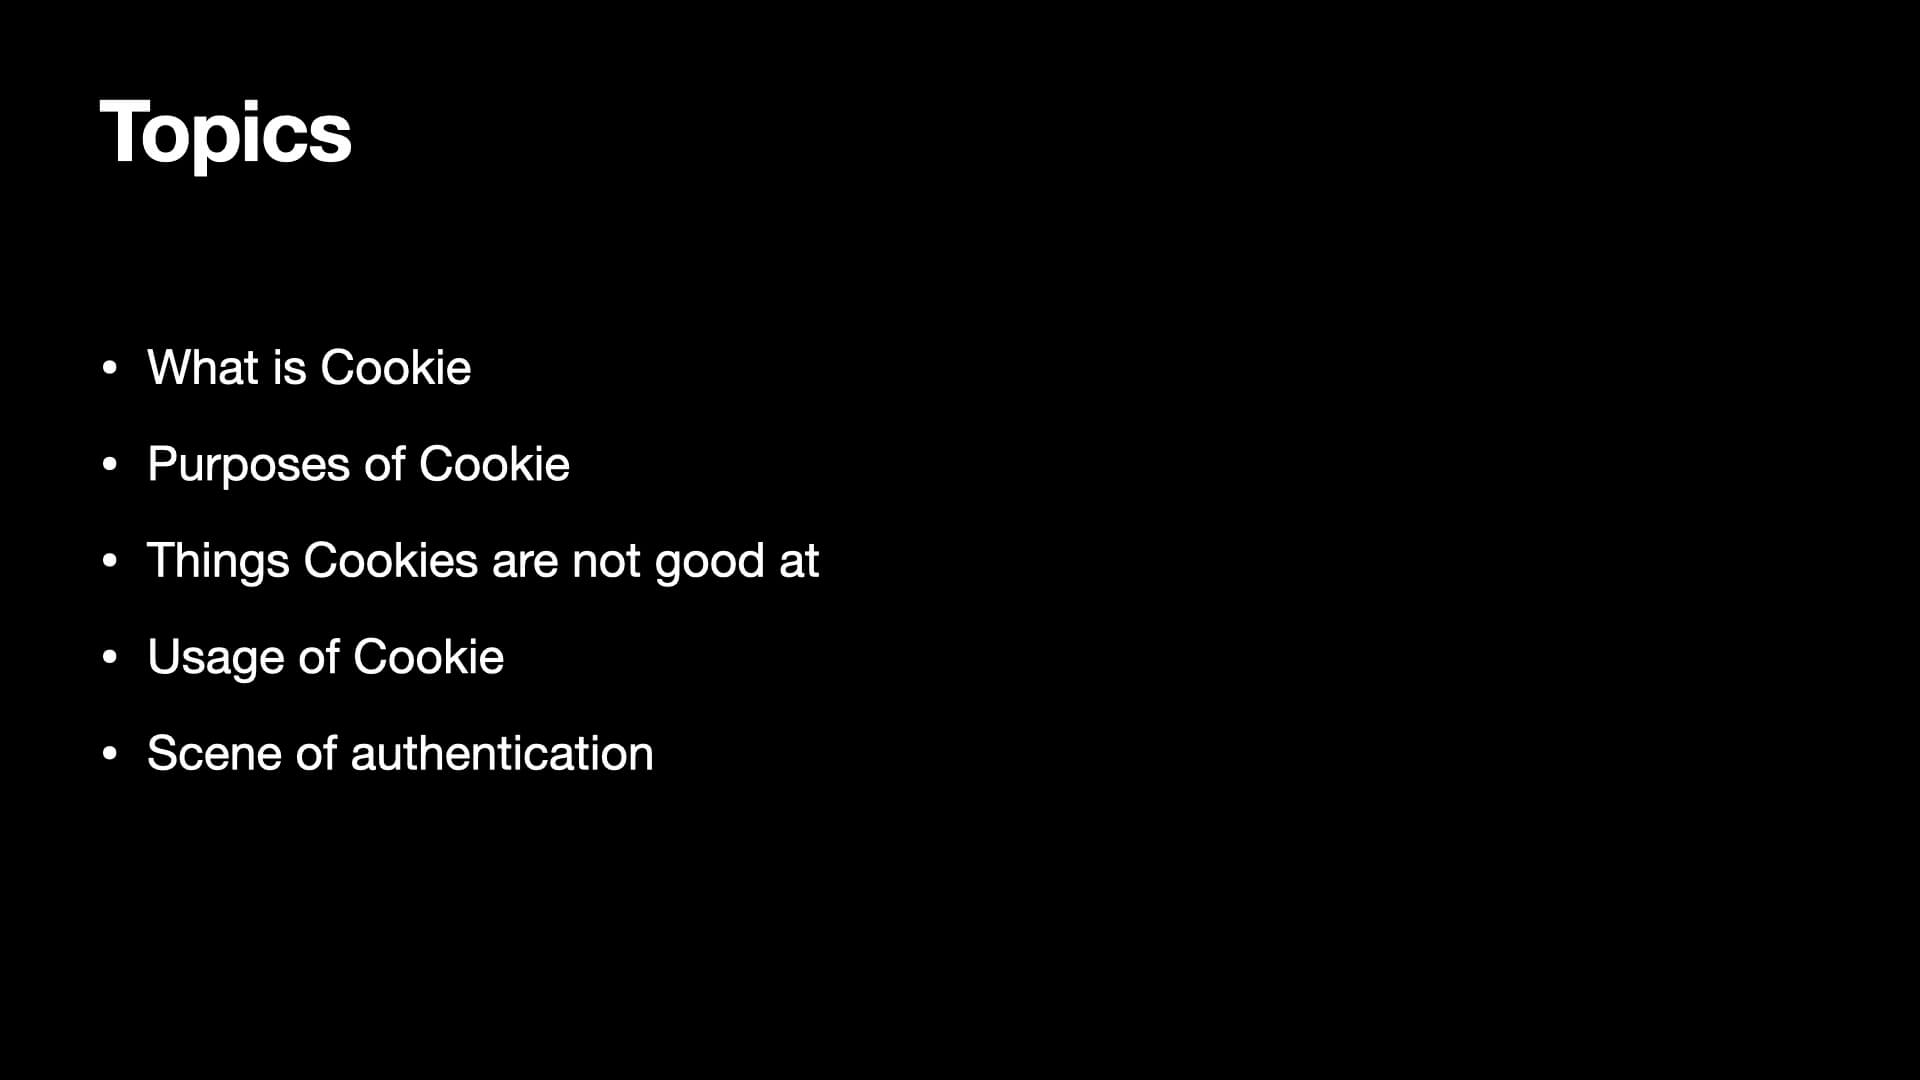 Topics
• What is Cookie
• Purposes of Cookie
• Things Cookies are not good at
• Usage of Cookie
• Scene of authentication